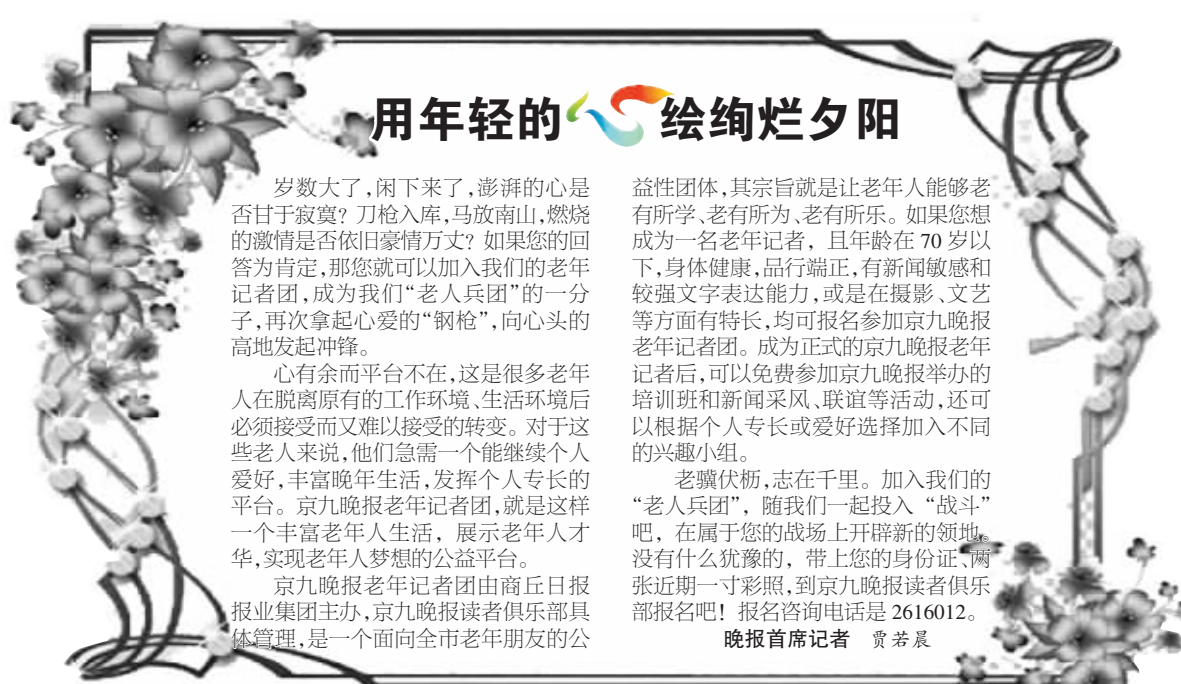 用年轻的心绘绚烂夕阳
岁数大了,闲下来了,澎湃的心是
否甘于寂寞?刀枪入库,马放南山,燃烧
的激情是否依旧豪情万丈?如果您的回
答为肯定,那您就可以加入我们的老年
记者团,成为我们“老人兵团”的一分
子,再次拿起心爱的“钢枪”,向心头的
高地发起冲锋。
心有余而平台不在,这是很多老年
人在脱离原有的工作环境、生活环境后
必须接受而又难以接受的转变。对于这
些老人来说,他们急需一个能继续个人
爱好,丰富晚年生活,发挥个人专长的
平台。京九晚报老年记者团,就是这样
一个丰富老年人生活,展示老年人才
华,实现老年人梦想的公益平台。
京九晚报老年记者团由商丘日报
报业集团主办,京九晚报读者俱乐部具
体管理,是一个面向全市老年朋友的公
益性团体,其宗旨就是让老年人能够老
有所学、老有所为、老有所乐。如果您想
成为一名老年记者,且年龄在 70 岁以
下,身体健康,品行端正,有新闻敏感和
较强文字表达能力,或是在摄影、文艺
等方面有特长,均可报名参加京九晚报
老年记者团。成为正式的京九晚报老年
记者后,可以免费参加京九晚报举办的
培训班和新闻采风、联谊等活动,还可
以根据个人专长或爱好选择加入不同
的兴趣小组。
老骥伏枥,志在千里。加入我们的
“老人兵团”,随我们一起投入“战斗”
吧,在属于您的战场上开辟新的领地。
没有什么犹豫的,带上您的身份证、两
张近期一寸彩照,到京九晚报读者俱乐
部报名吧!报名咨询电话是 2616012。
晚报首席记者 贾若晨